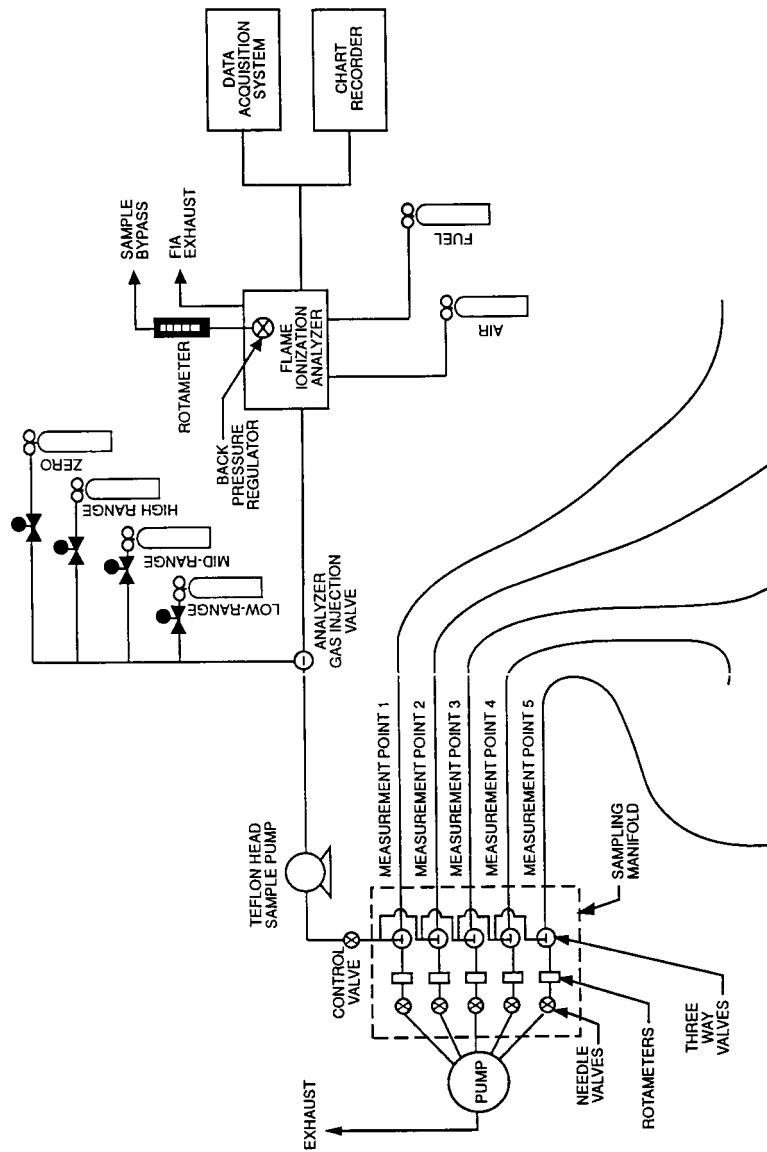 DATA
ACQUISITION
SYSTEM
CHART
RECORDER
SAMPLE
BYPASS
FIA
EXHAUST
ROTAMETER
BACK
PRESSURE
REGULATOR
FLAME
IONIZATION
ANALYZER
FUEL
AIR
ZERO
HIGH RANGE
MID-RANGE
LOW-RANGE
ANALYZER
GAS INJECTION
VALVE
TEFLON HEAD
SAMPLE PUMP
CONTROL
VALVE
MEASUREMENT POINT 1
MEASUREMENT POINT 2
MEASUREMENT POINT 3
MEASUREMENT POINT 4
MEASUREMENT POINT 5
SAMPLING
MANIFOLD
THREE
WAY
VALVES
ROTAMETERS
NEEDLE
VALVES
PUMP
EXHAUST